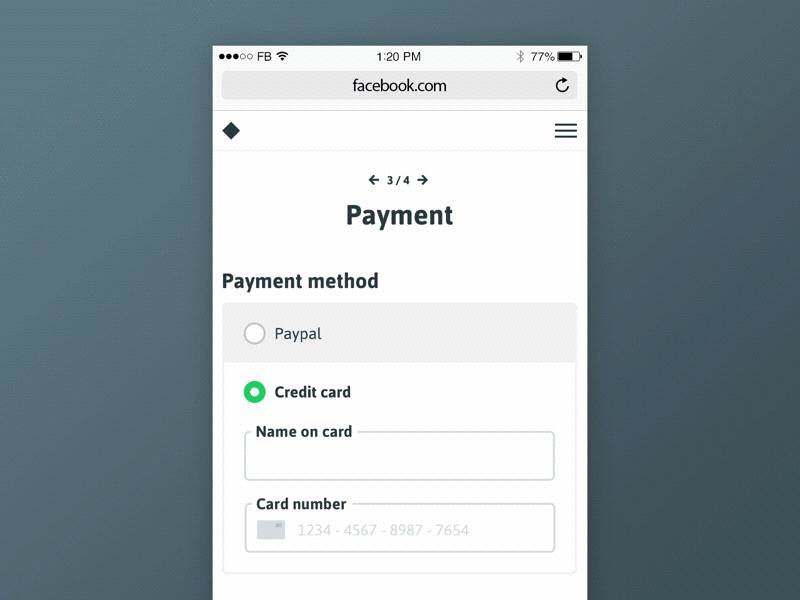 FB 1:20 PM 77%
facebook.com
3 / 4
Payment
Payment method
Paypal
Credit card
Name on card
Card number
1234 - 4567 - 8987 - 7654